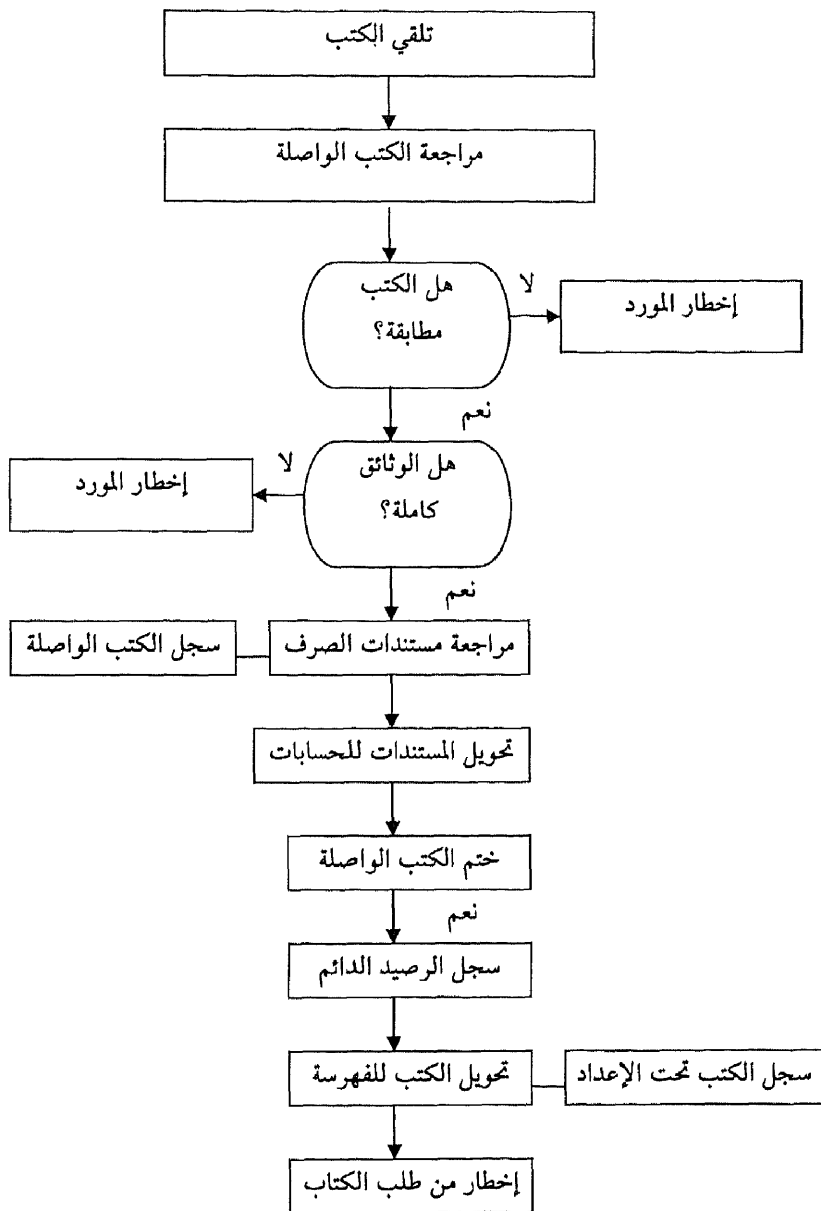 تلقي الكتب
مراجعة الكتب الواصلة
هل الكتب
مطابقة؟
لا
إخطار المورد
نعم
هل الوثائق
كاملة؟
لا
إخطار المورد
نعم
مراجعة مستندات الصرف
سجل الكتب الواصلة
تحويل المستندات للحسابات
ختم الكتب الواصلة
نعم
سجل الرصيد الدائم
تحويل الكتب للفهرسة
سجل الكتب تحت الإعداد
إخطار من طلب الكتاب